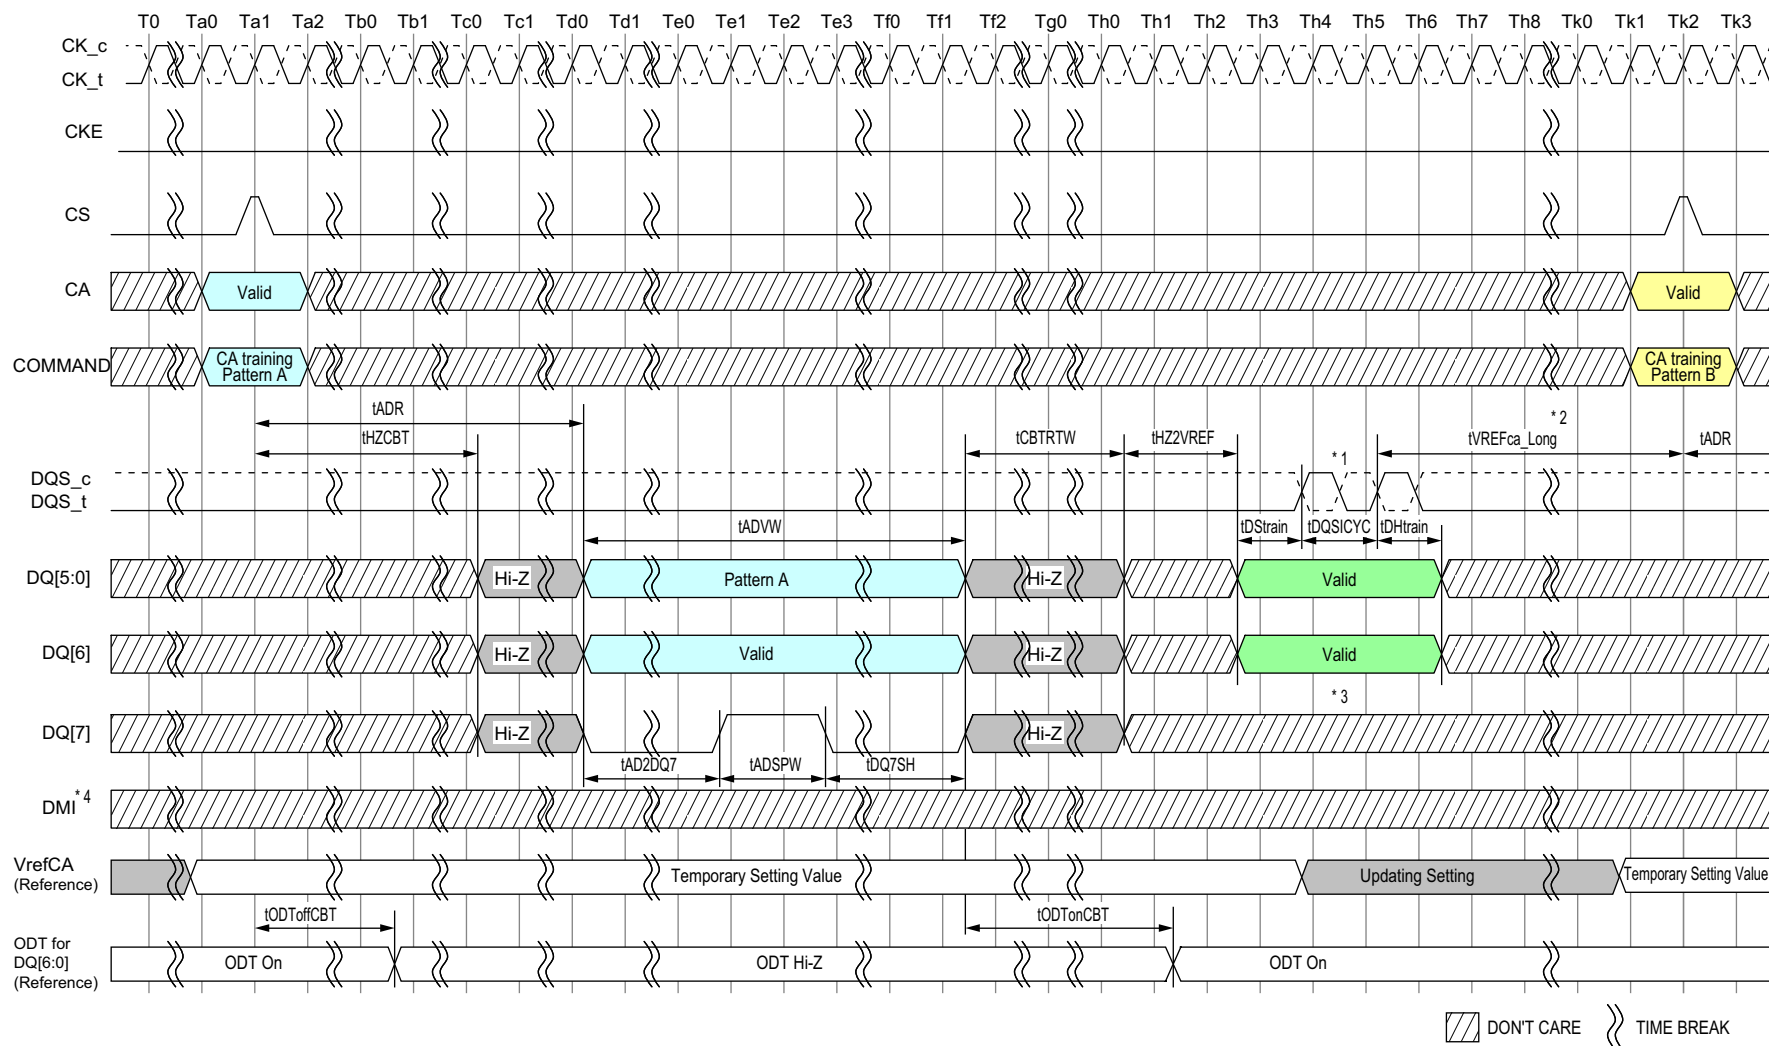 T0 Ta0 Ta1 Ta2 Tb0 Tb1 Tc0 Tc1 Td0 Td1 Te0 Te1 Te2 Te3 Tf0 Tf1 Tf2 Tg0 Th0 Th1 Th2 Th3 Th4 Th5 Th6 Th7 Th8 Tk0 Tk1 Tk2 Tk3
CK_c
CK_t
CKE
CS
CA Valid Valid
COMMAND CA training Pattern A CA training Pattern B
tADR * 2
tHZCBT tCBTRTW tHZ2VREF tVREFca_Long tADR
* 1
DQS_c
DQS_t
tADVW tDStrain tDQSICYC tDHtrain
DQ[5:0] Hi-Z Pattern A Hi-Z Valid
DQ[6] Hi-Z Valid Hi-Z Valid
* 3
DQ[7] Hi-Z Hi-Z
tAD2DQ7 tADSPW tDQ7SH
DMI* 4
VrefCA
(Reference)
Temporary Setting Value Updating Setting Temporary Setting Value
tODToffCBT tODTonCBT
ODT for
DQ[6:0]
(Reference)
ODT On ODT Hi-Z ODT On
DON'T CARE TIME BREAK